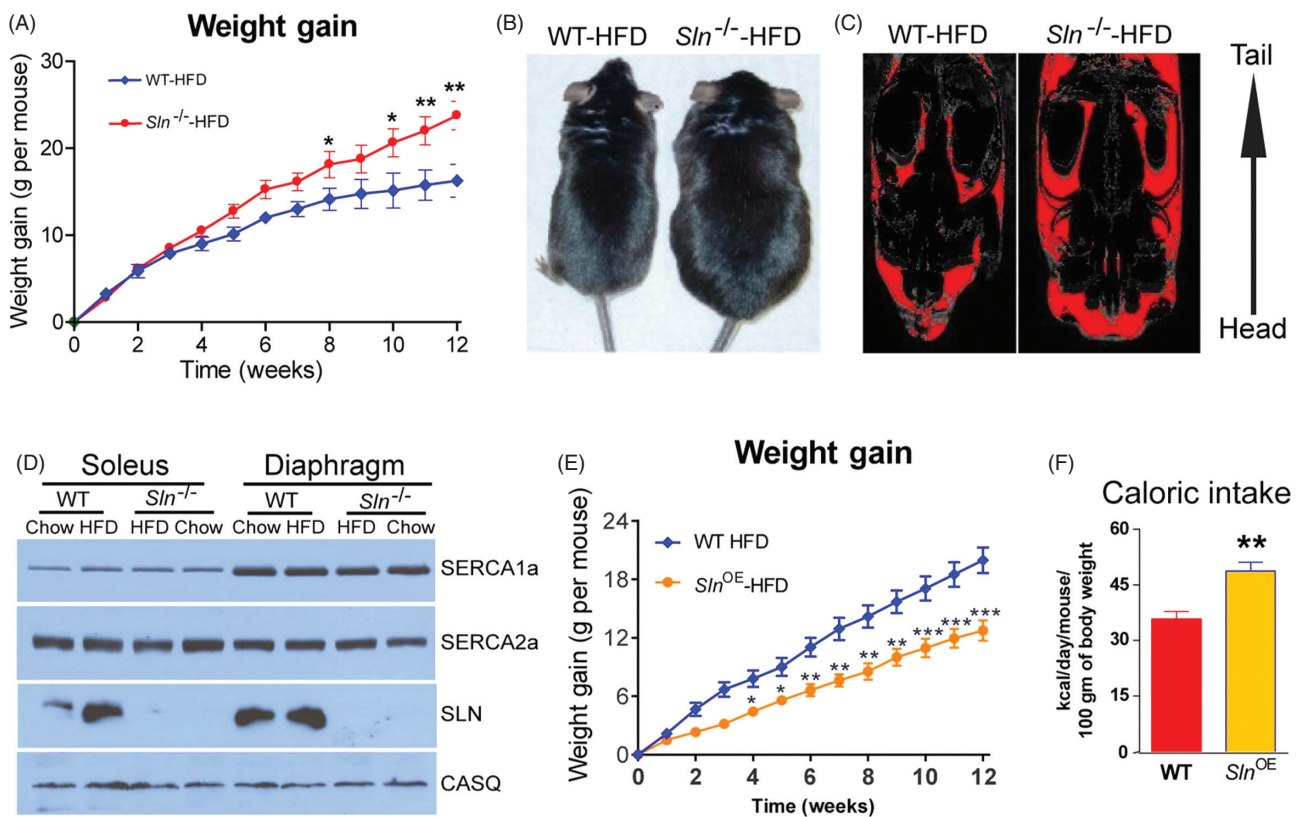 (A)
Weight gain
Weight gain (g per mouse)
30
20
10
0
WT-HFD
Sln⁻/⁻-HFD
* * ** **
0 2 4 6 8 10 12
Time (weeks)
(B)
WT-HFD Sln⁻/⁻-HFD
(C)
WT-HFD Sln⁻/⁻-HFD
Tail
Head
(D)
Soleus Diaphragm
WT Sln⁻/⁻ WT Sln⁻/⁻
Chow HFD HFD Chow Chow HFD HFD Chow
SERCA1a
SERCA2a
SLN
CASQ
(E)
Weight gain
Weight gain (g per mouse)
24
18
12
6
0
WT HFD
Slnᴼᴱ-HFD
* * ** ** ** ** *** *** ***
0 2 4 6 8 10 12
Time (weeks)
(F)
Caloric intake
kcal/day/mouse/
100 gm of body weight
60
45
30
15
0
**
WT Slnᴼᴱ